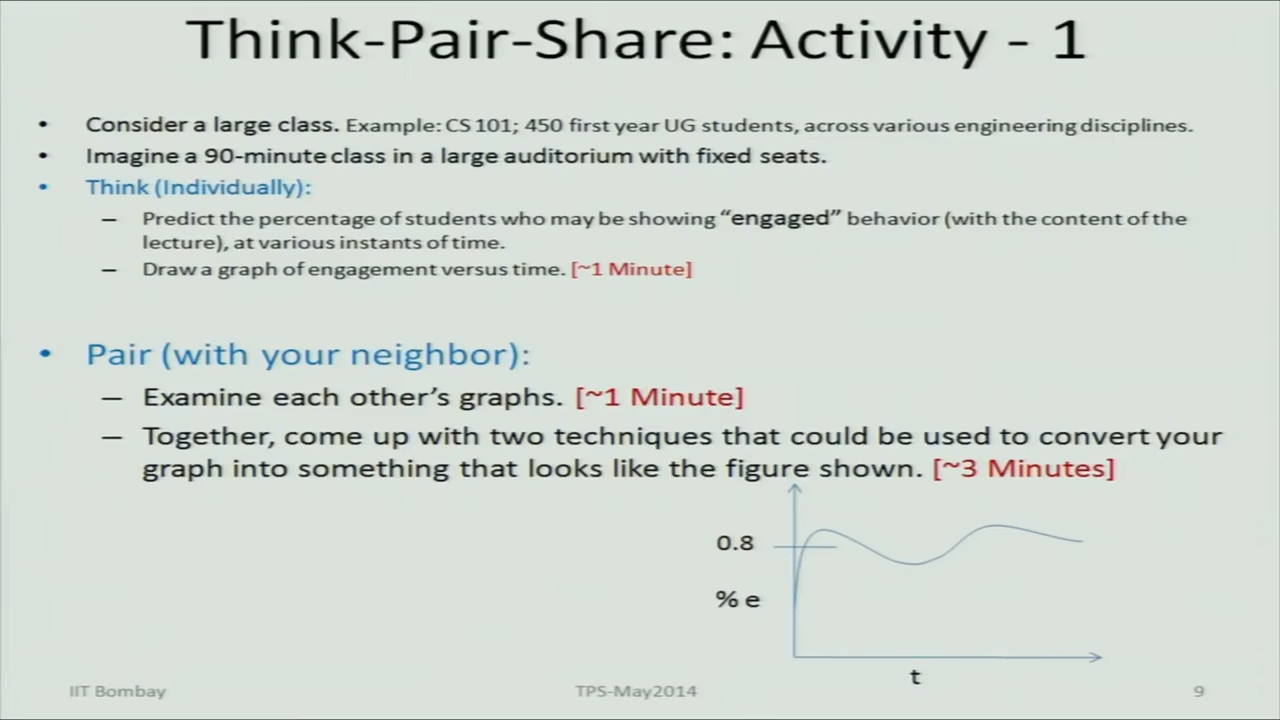 Think-Pair-Share: Activity - 1
• Consider a large class. Example: CS 101; 450 first year UG students, across various engineering disciplines.
• Imagine a 90-minute class in a large auditorium with fixed seats.
• Think (Individually):
– Predict the percentage of students who may be showing “engaged” behavior (with the content of the
lecture), at various instants of time.
– Draw a graph of engagement versus time. [~1 Minute]
• Pair (with your neighbor):
– Examine each other’s graphs. [~1 Minute]
– Together, come up with two techniques that could be used to convert your
graph into something that looks like the figure shown. [~3 Minutes]
0.8
% e
t
IIT Bombay
TPS-May2014
9